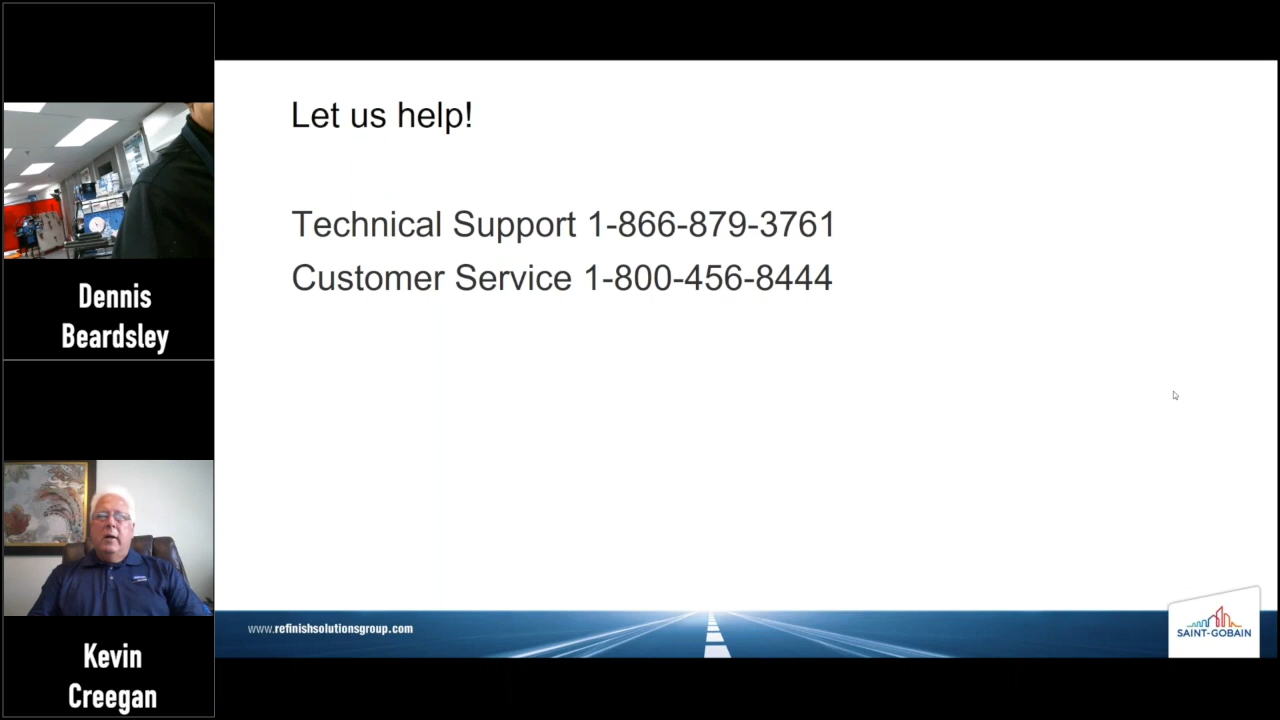 Let us help!
Technical Support 1-866-879-3761
Customer Service 1-800-456-8444
Dennis
Beardsley
Kevin
Creegan
www.refinishsolutionsgroup.com
SAINT-GOBAIN